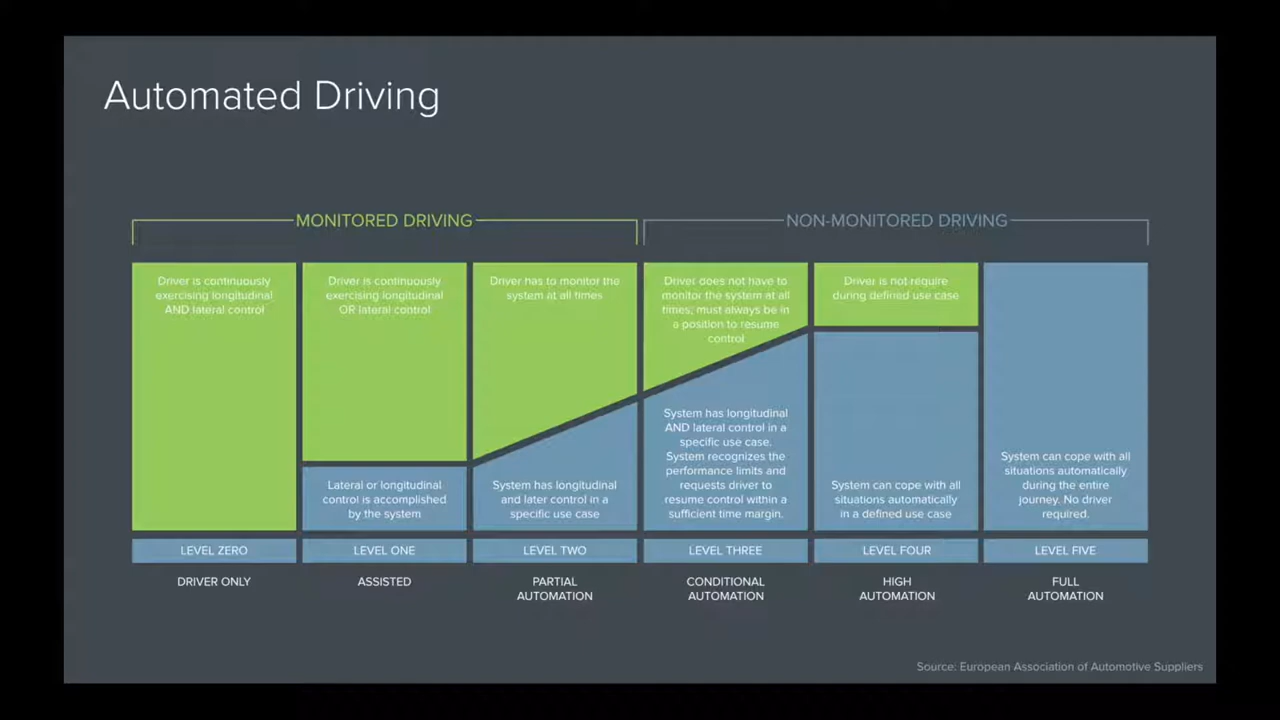 Automated Driving
MONITORED DRIVING
NON-MONITORED DRIVING
Driver is continuously
exercising longitudinal
AND lateral control
Driver is continuously
exercising longitudinal
OR lateral control
Driver has to monitor the
system at all times
Driver does not have to
monitor the system at all
times; must always be in
a position to resume
control
Driver is not require
during defined use case
Lateral or longitudinal
control is accomplished
by the system
System has longitudinal
and later control in a
specific use case
System has longitudinal
AND lateral control in a
specific use case.
System recognizes the
performance limits and
requests driver to
resume control within a
sufficient time margin.
System can cope with all
situations automatically
in a defined use case
System can cope with all
situations automatically
during the entire
journey. No driver
required.
LEVEL ZERO
LEVEL ONE
LEVEL TWO
LEVEL THREE
LEVEL FOUR
LEVEL FIVE
DRIVER ONLY
ASSISTED
PARTIAL
AUTOMATION
CONDITIONAL
AUTOMATION
HIGH
AUTOMATION
FULL
AUTOMATION
Source: European Association of Automotive Suppliers